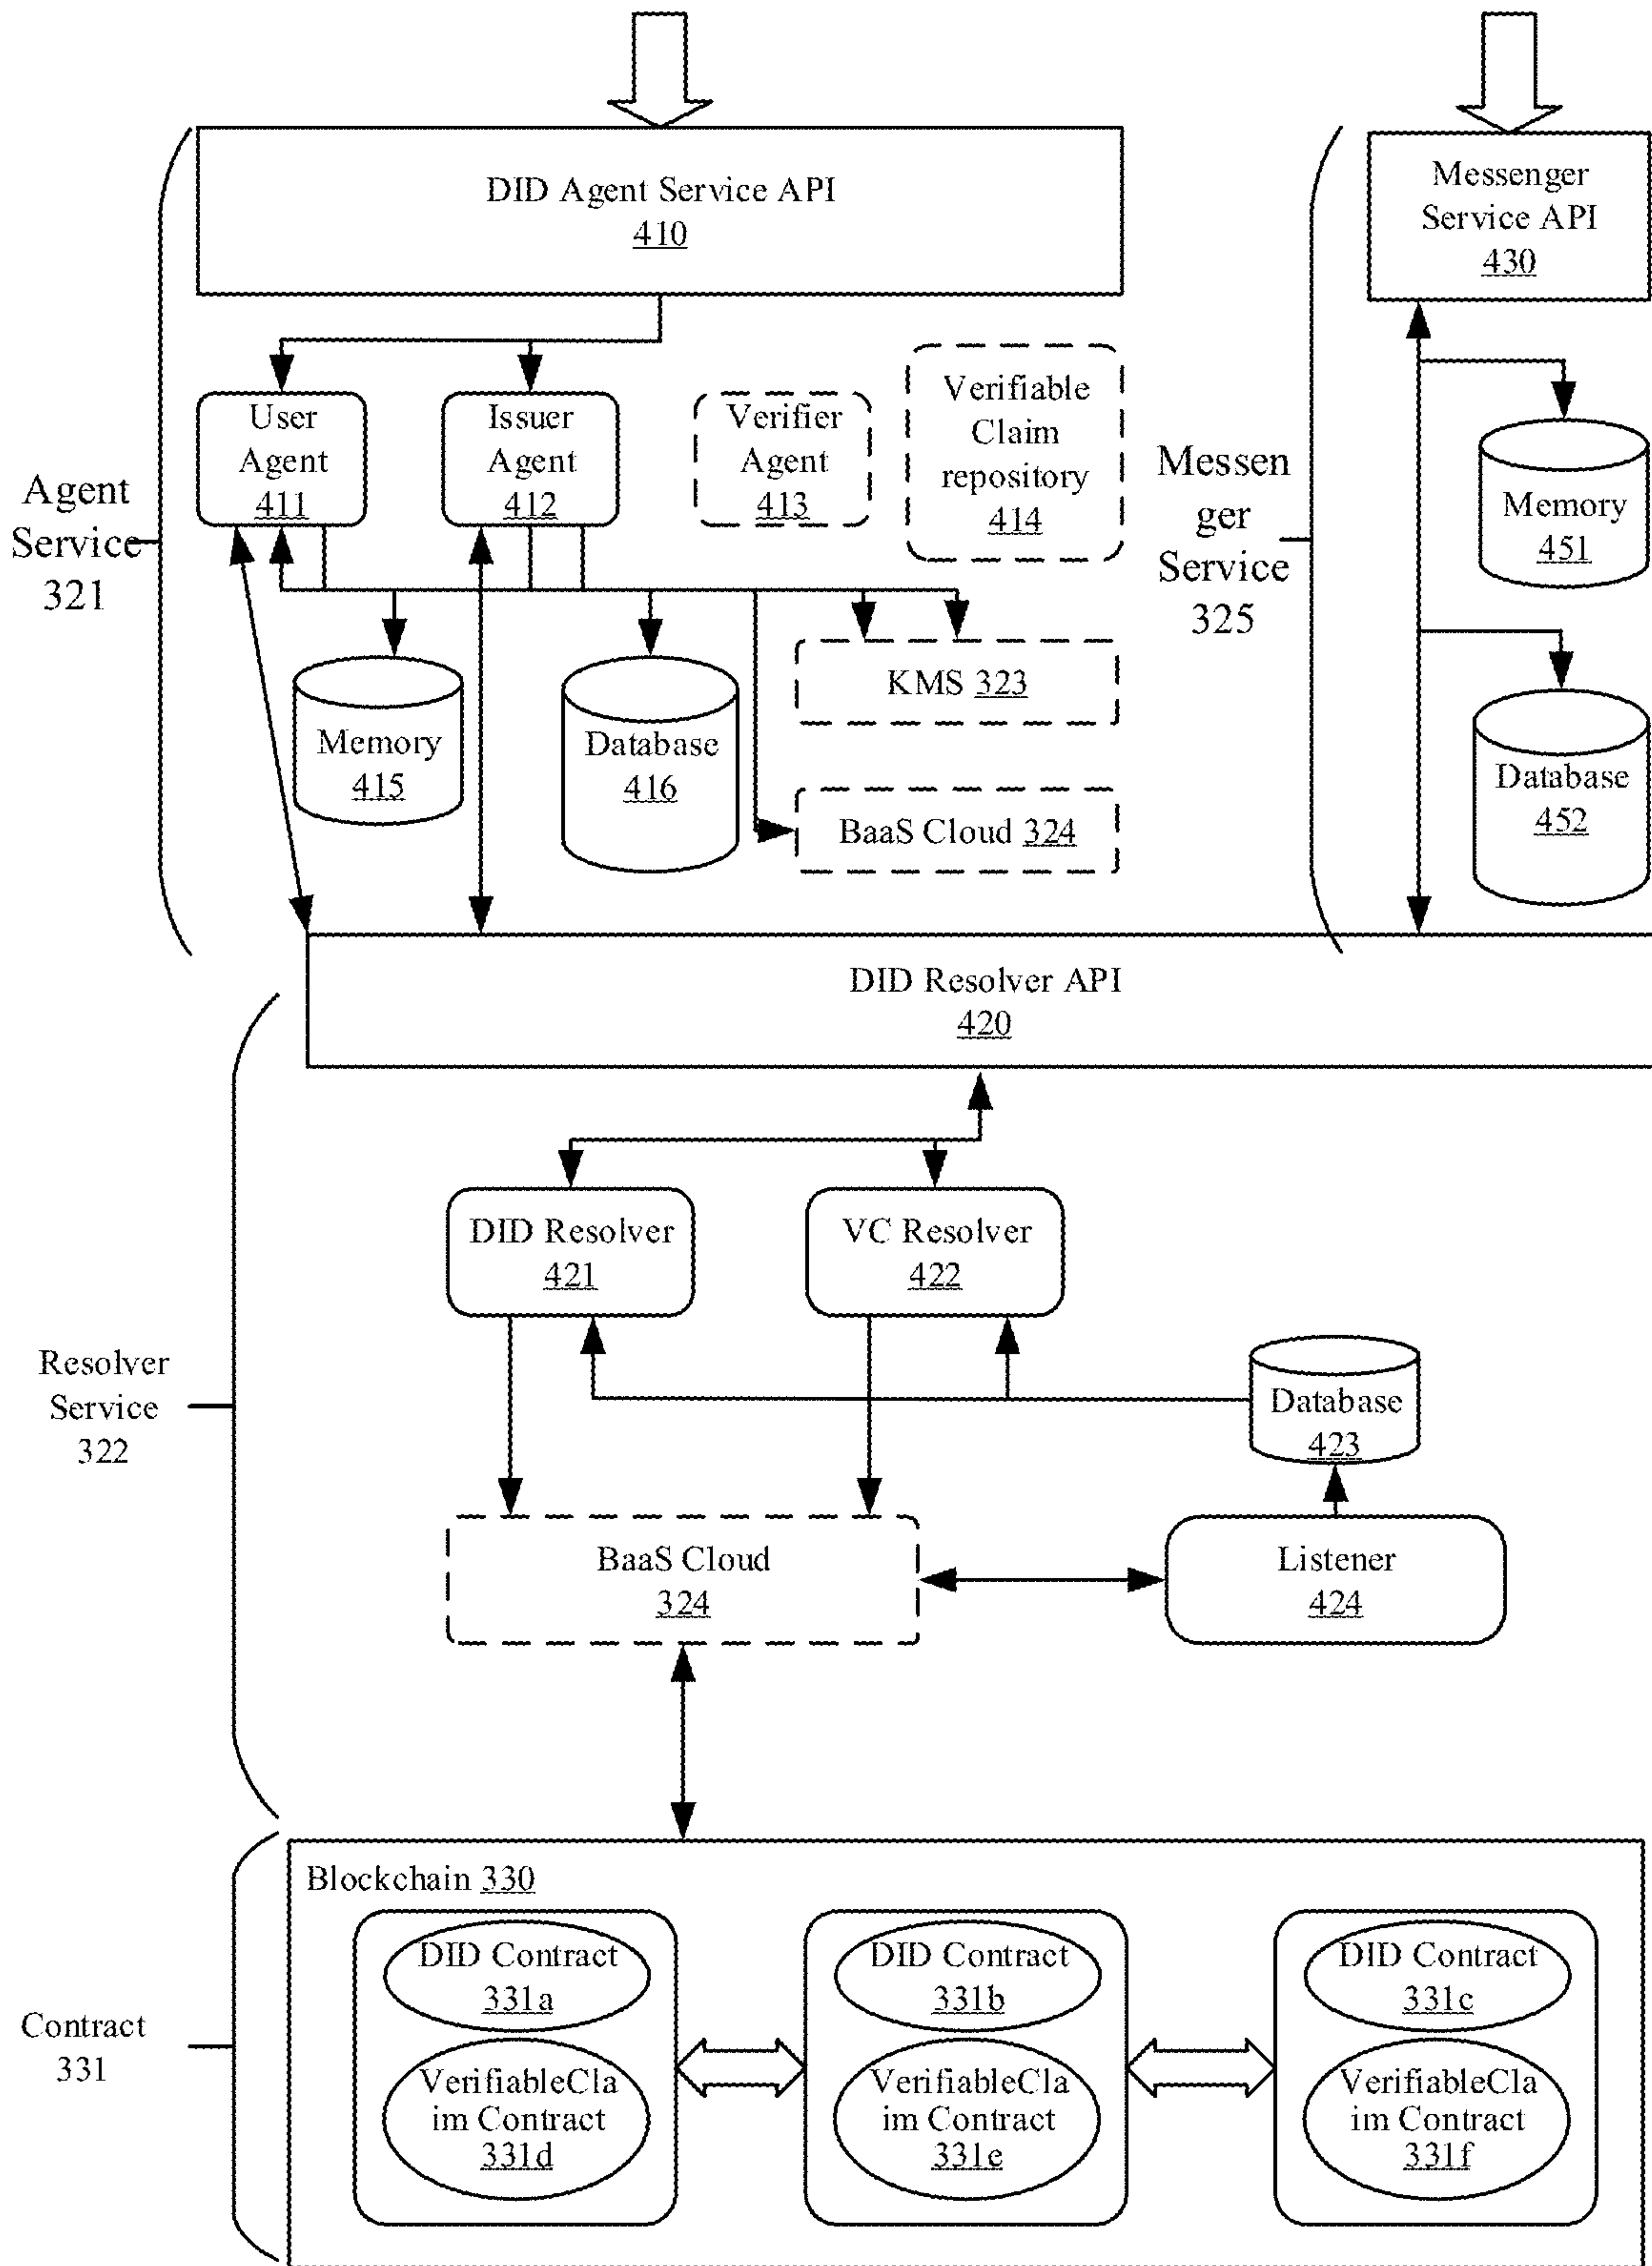 DID Agent Service API
410
Messenger
Service API
430
User
Agent
411
Issuer
Agent
412
Verifier
Agent
413
Verifiable
Claim
repository
414
Agent
Service
321
Messen
ger
Service
325
Memory
451
KMS 323
Memory
415
Database
416
BaaS Cloud 324
Database
452
DID Resolver API
420
DID Resolver
421
VC Resolver
422
Resolver
Service
322
Database
423
BaaS Cloud
324
Listener
424
Blockchain 330
DID Contract
331a
DID Contract
331b
DID Contract
331c
Contract
331
VerifiableCla
im Contract
331d
VerifiableCla
im Contract
331e
VerifiableCla
im Contract
331f